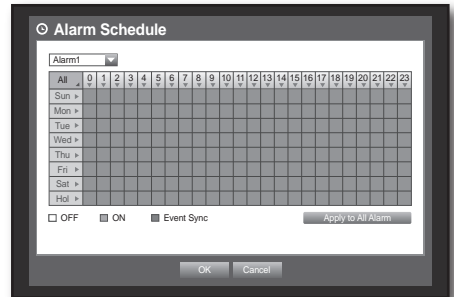 Alarm Schedule
Alarm1
All 0 1 2 3 4 5 6 7 8 9 10 11 12 13 14 15 16 17 18 19 20 21 22 23
Sun
Mon
Tue
Wed
Thu
Fri
Sat
Hol
OFF ON Event Sync Apply to All Alarm
OK Cancel